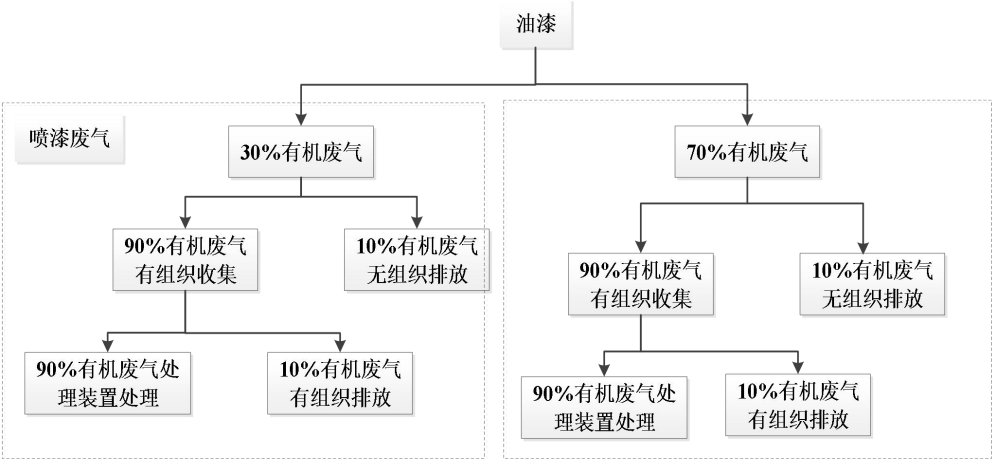 油漆
喷漆废气
30%有机废气
90%有机废气
有组织收集
10%有机废气
无组织排放
90%有机废气处
理装置处理
10%有机废气
有组织排放
70%有机废气
90%有机废气
有组织收集
10%有机废气
无组织排放
90%有机废气处
理装置处理
10%有机废气
有组织排放